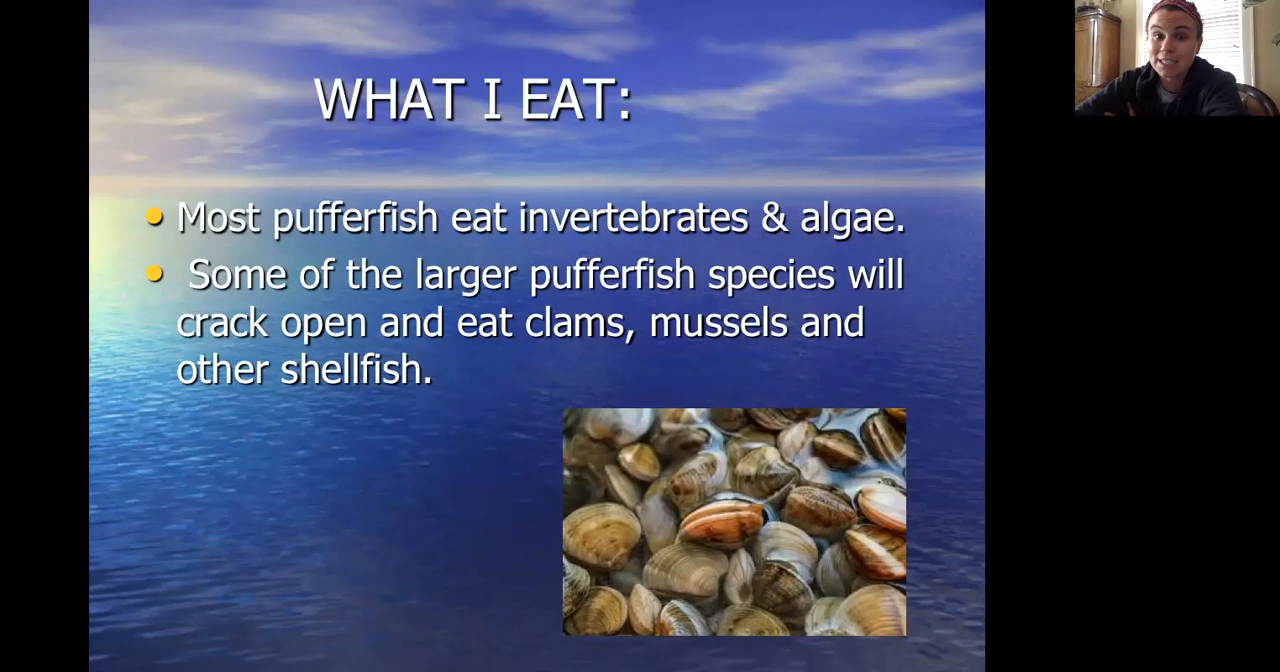 WHAT I EAT:
• Most pufferfish eat invertebrates & algae.
• Some of the larger pufferfish species will
crack open and eat clams, mussels and
other shellfish.